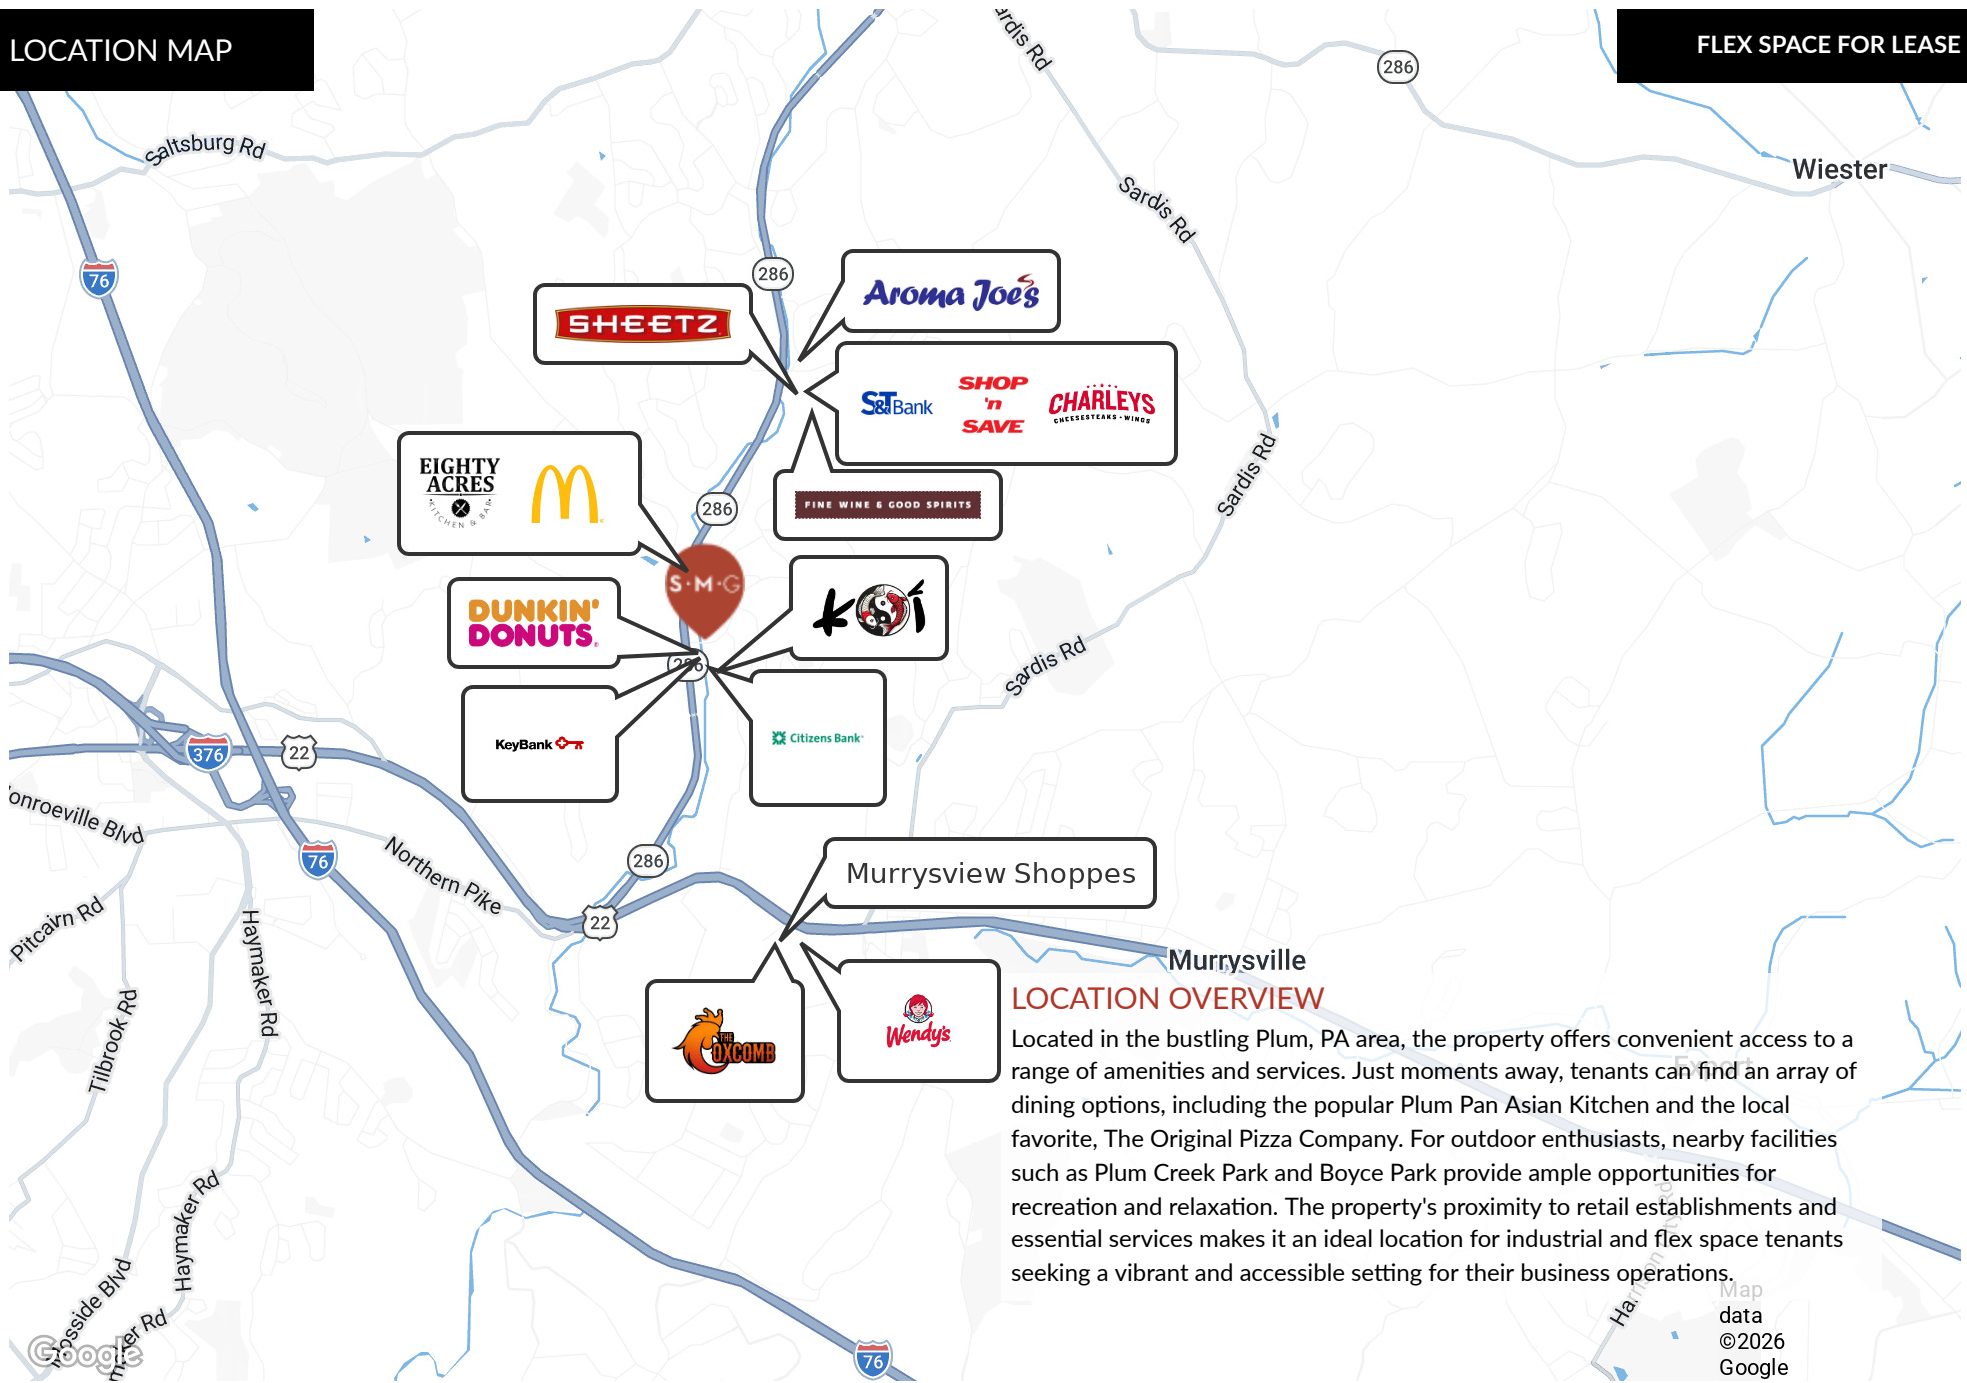 LOCATION MAP
FLEX SPACE FOR LEASE
Sardis Rd
286
Saltsburg Rd
Wiester
Sardis Rd
76
286
Aroma Joe's
SHEETZ
S&T Bank
SHOP 'n SAVE
CHARLEYS
CHEESESTEAKS • WINGS
EIGHTY ACRES
KITCHEN & BAR
FINE WINE & GOOD SPIRITS
Sardis Rd
286
S·M·G
DUNKIN' DONUTS
KOi
286
Sardis Rd
KeyBank
Citizens Bank
376
22
onroeville Blvd
76
Northern Pike
286
Murrysview Shoppes
22
Pitcairn Rd
Haymaker Rd
Murrysville
THE COXCOMB
Wendy's
Tilbrook Rd
LOCATION OVERVIEW
Located in the bustling Plum, PA area, the property offers convenient access to a
range of amenities and services. Just moments away, tenants can find an array of
dining options, including the popular Plum Pan Asian Kitchen and the local
favorite, The Original Pizza Company. For outdoor enthusiasts, nearby facilities
such as Plum Creek Park and Boyce Park provide ample opportunities for
recreation and relaxation. The property's proximity to retail establishments and
essential services makes it an ideal location for industrial and flex space tenants
seeking a vibrant and accessible setting for their business operations.
Export
Haymaker Rd
Mosside Blvd
76
Google
Map
data
©2026
Google